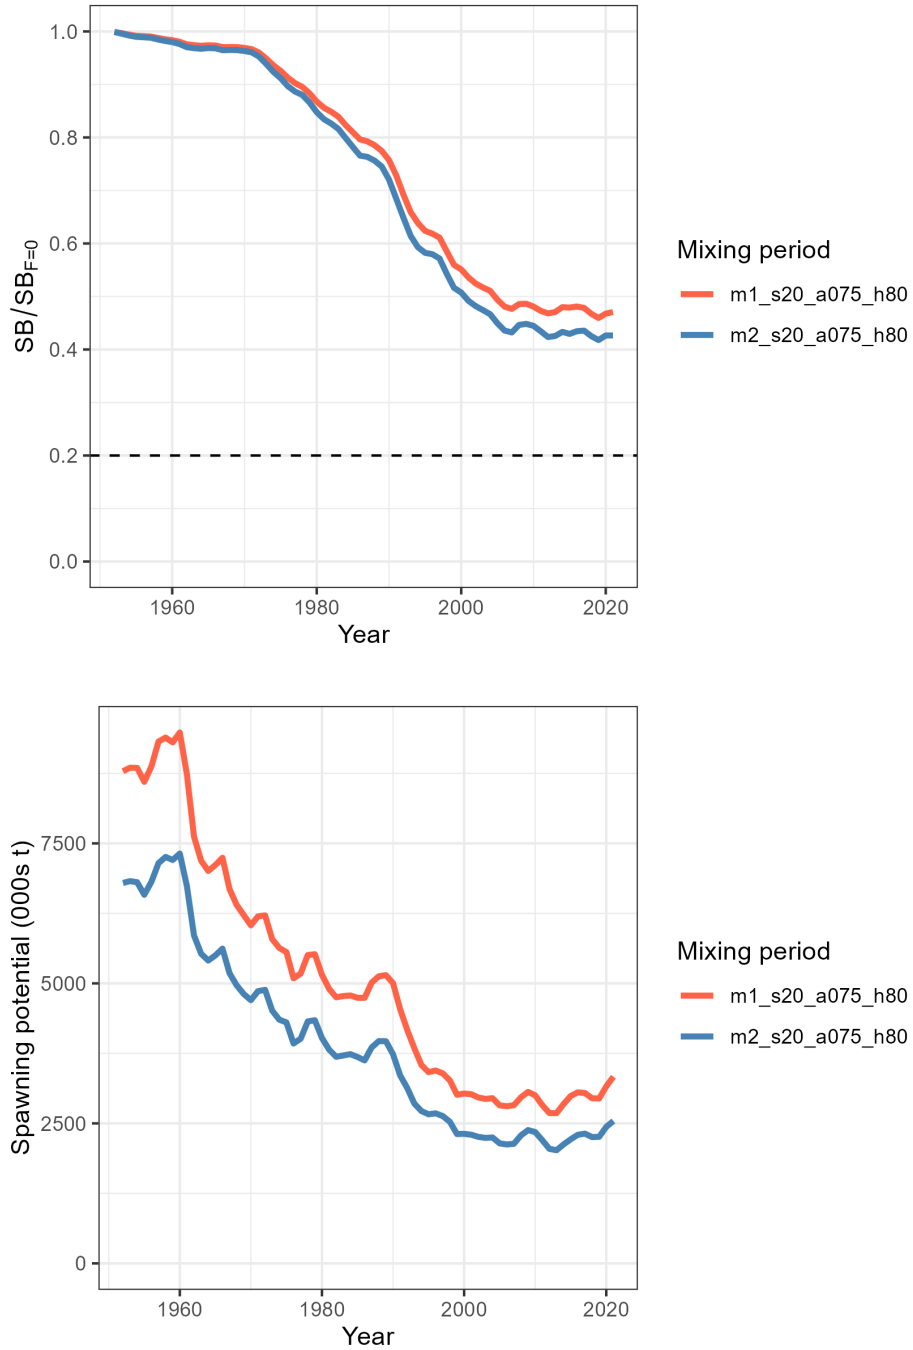 1.0
0.8
0.6
0.4
0.2
0.0
SB/SBF=0
1960 1980 2000 2020
Year
Mixing period
m1_s20_a075_h80
m2_s20_a075_h80
7500
5000
2500
0
Spawning potential (000s t)
1960 1980 2000 2020
Year
Mixing period
m1_s20_a075_h80
m2_s20_a075_h80